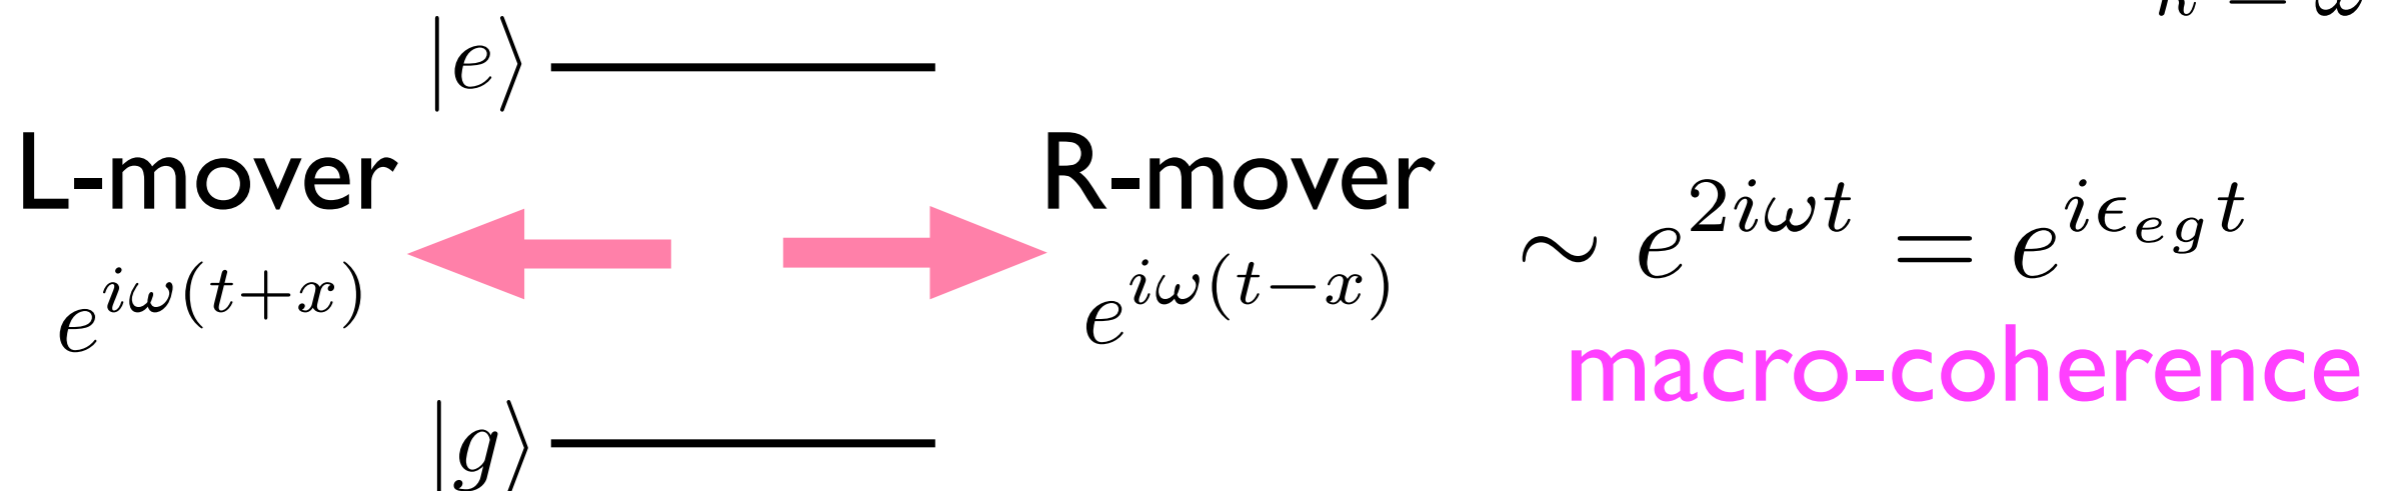 k = ω
|e⟩
L-mover
R-mover
e^{iω(t+x)}
e^{iω(t−x)}
∼ e^{2iωt} = e^{iϵ_{eg}t}
macro-coherence
|g⟩